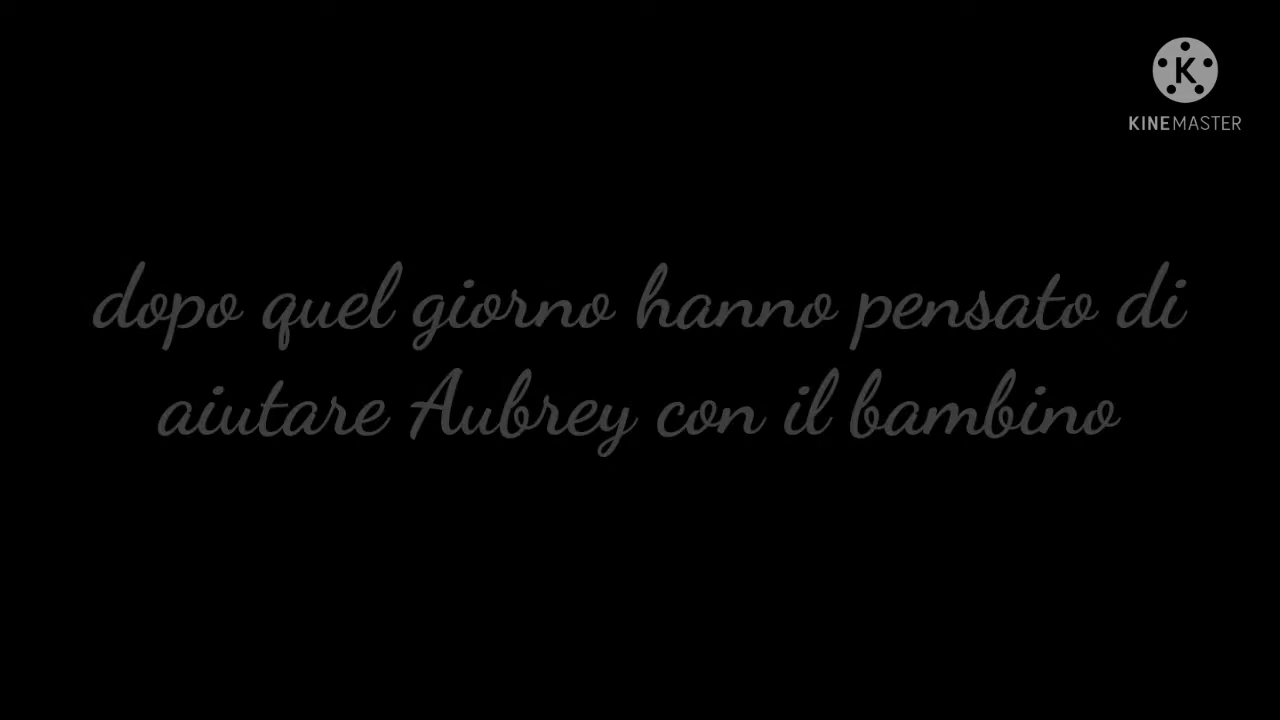 K
KINEMASTER
dopo quel giorno hanno pensato di
aiutare Aubrey con il bambino